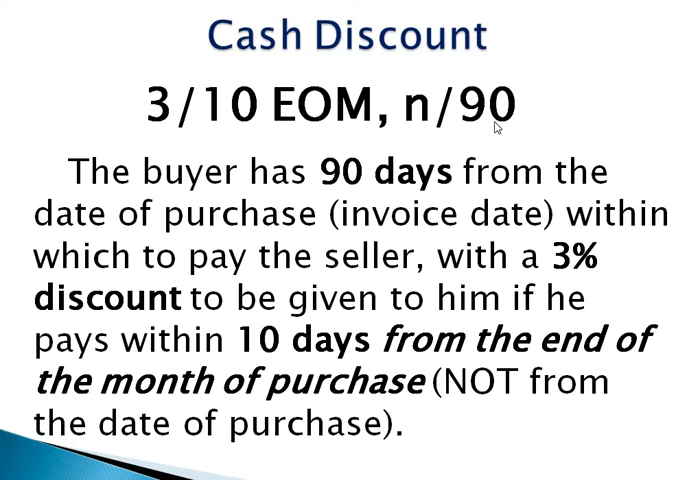 Cash Discount
3/10 EOM, n/90
The buyer has 90 days from the
date of purchase (invoice date) within
which to pay the seller, with a 3%
discount to be given to him if he
pays within 10 days from the end of
the month of purchase (NOT from
the date of purchase).